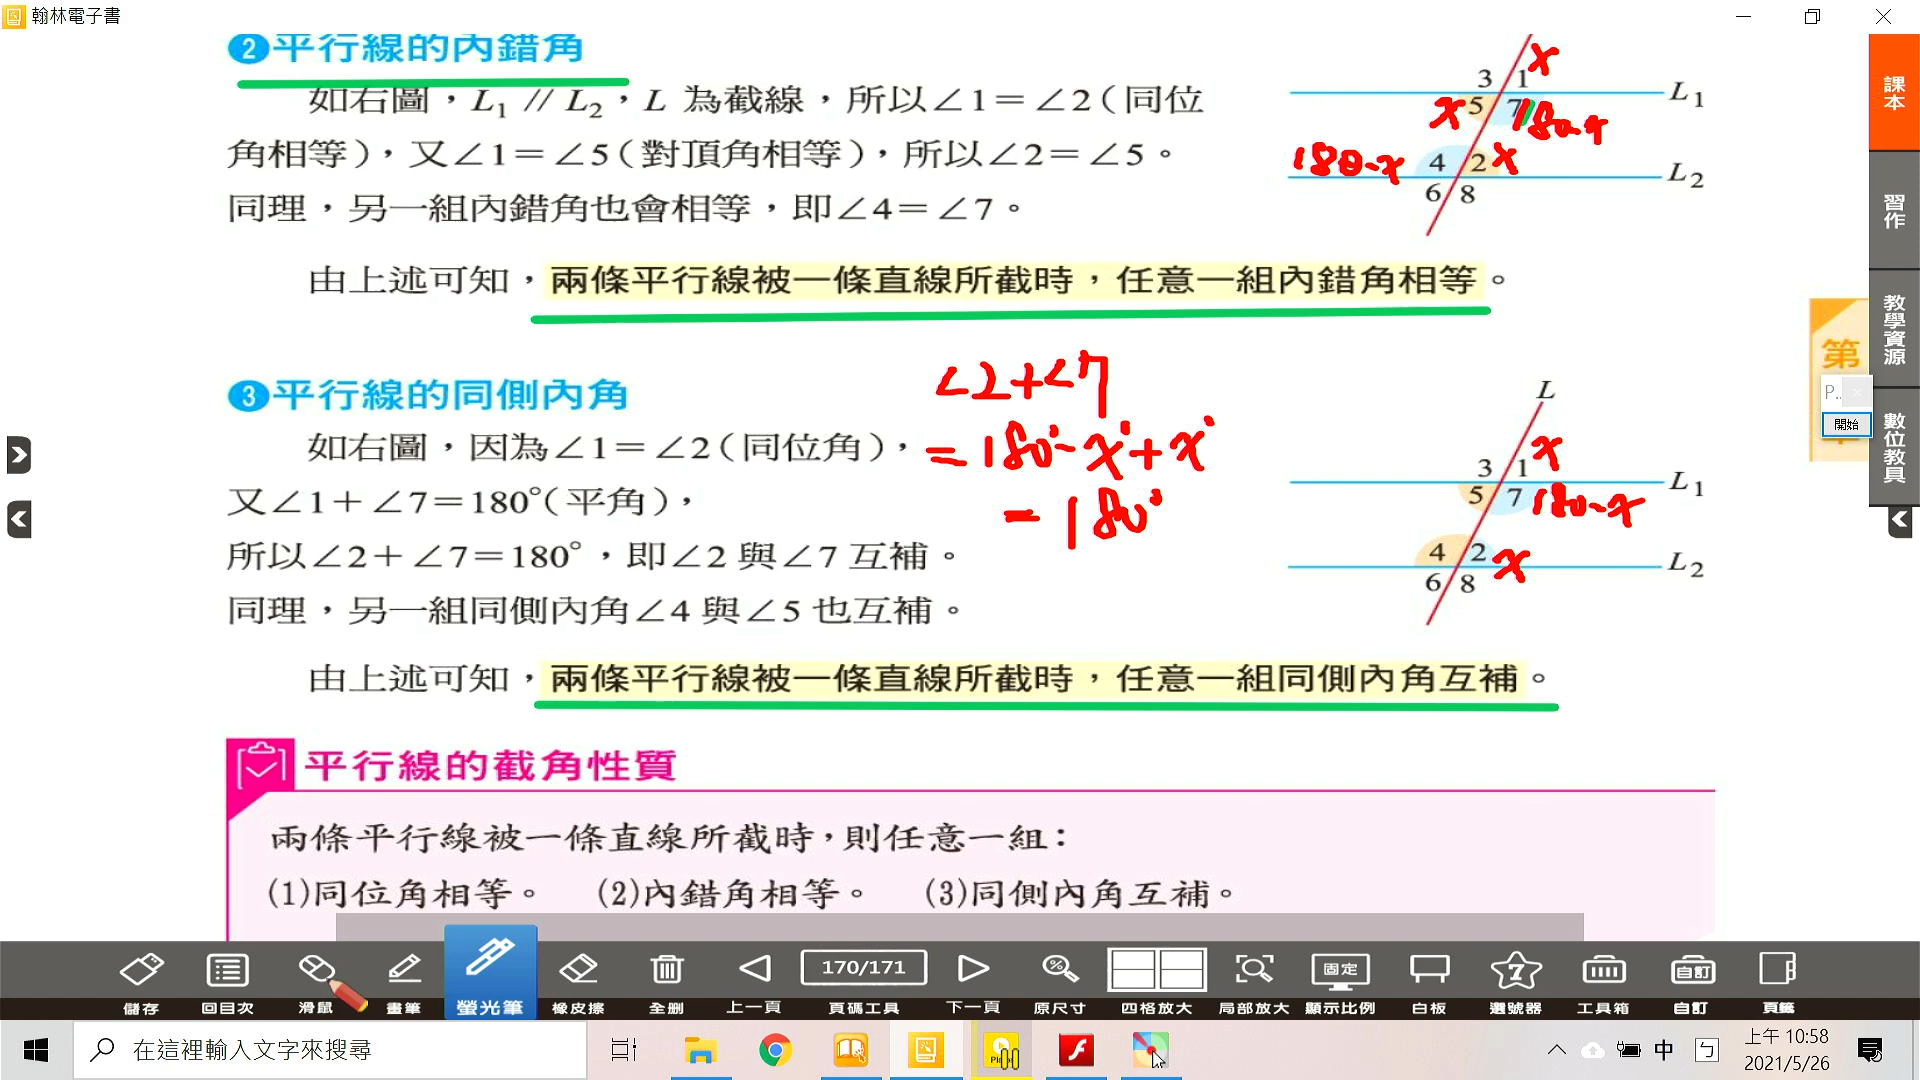 翰林電子書
❷平行線的內錯角
如右圖，L₁ // L₂，L 為截線，所以∠1＝∠2（同位
角相等），又∠1＝∠5（對頂角相等），所以∠2＝∠5。
同理，另一組內錯角也會相等，即∠4＝∠7。
由上述可知，兩條平行線被一條直線所截時，任意一組內錯角相等。
x
3 1
L₁
x 5 7 180-x
180-x 4 2 x
L₂
6 8
❸平行線的同側內角
如右圖，因為∠1＝∠2（同位角），
又∠1＋∠7＝180°（平角），
所以∠2＋∠7＝180°，即∠2 與∠7 互補。
同理，另一組同側內角∠4 與∠5 也互補。
由上述可知，兩條平行線被一條直線所截時，任意一組同側內角互補。
∠2+∠7
=180°-x°+x°
=180°
L
x
3 1
L₁
5 7 180-x
4 2 x
L₂
6 8
平行線的截角性質
兩條平行線被一條直線所截時，則任意一組：
(1)同位角相等。 (2)內錯角相等。 (3)同側內角互補。
課本
習作
教學資源
數位教具
第
P..
開始
170/171
%
固定
7
自訂
儲存 回目次 滑鼠 畫筆 螢光筆 橡皮擦 全刪 上一頁 頁碼工具 下一頁 原尺寸 四格放大 局部放大 顯示比例 白板 選號器 工具箱 自訂 頁籤
在這裡輸入文字來搜尋
中
ㄅ
上午 10:58
2021/5/26